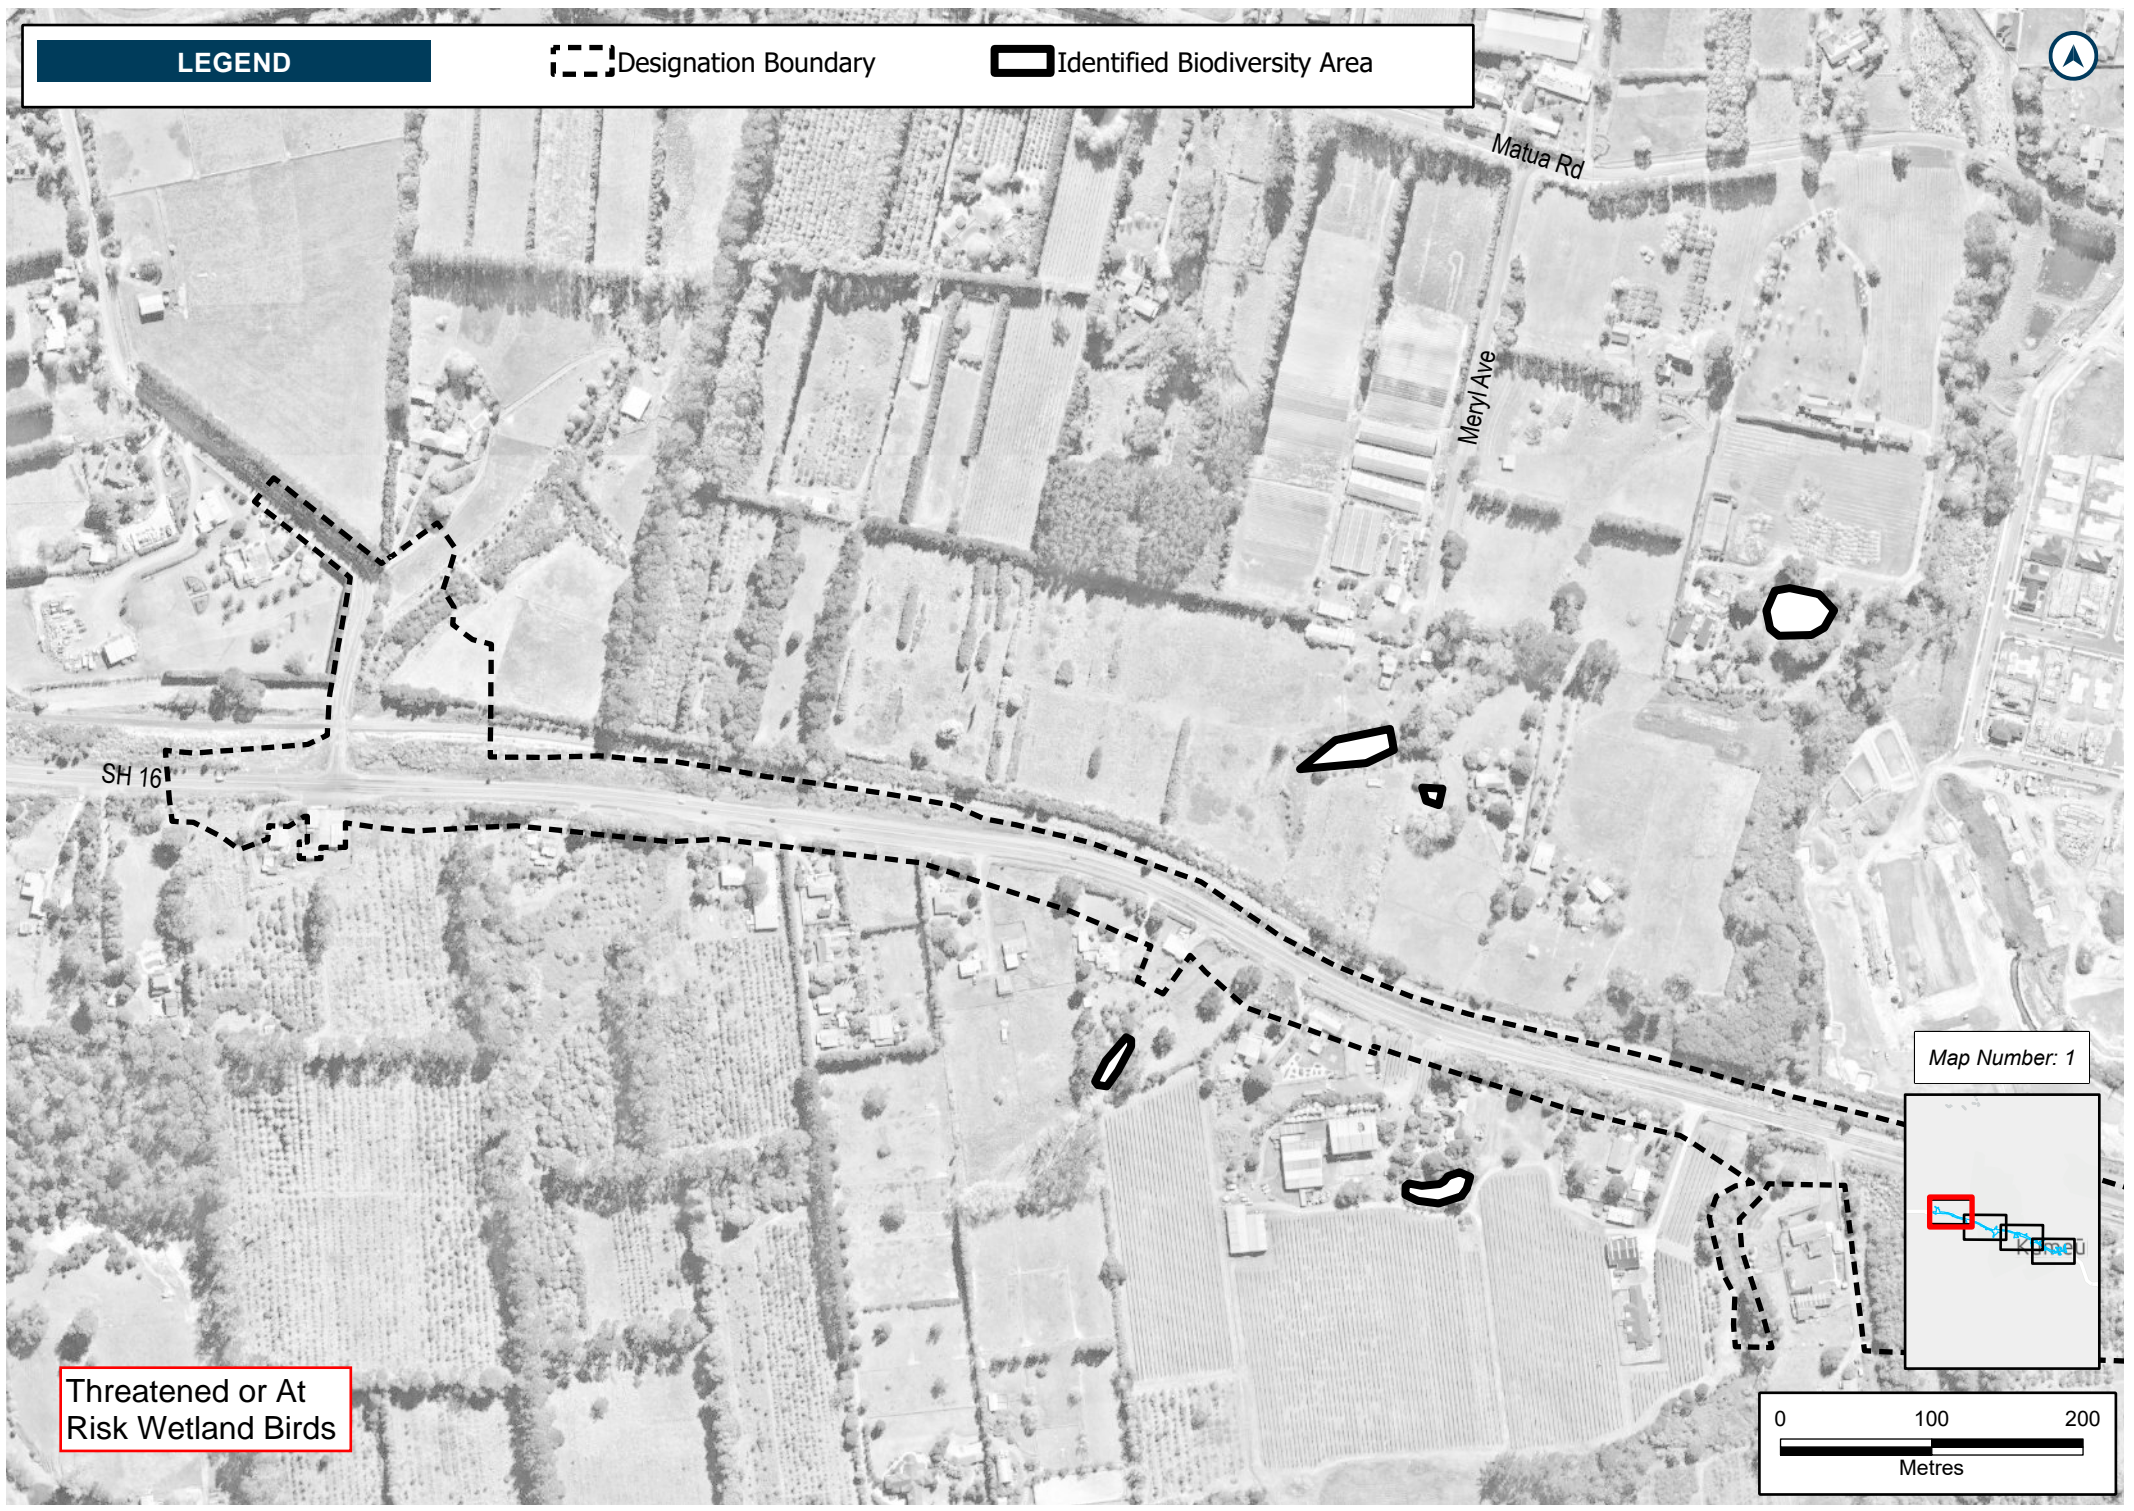 LEGEND
Designation Boundary
Identified Biodiversity Area
Matua Rd
Meryl Ave
SH 16
Map Number: 1
Kumeū
Threatened or At
Risk Wetland Birds
0 100 200
Metres